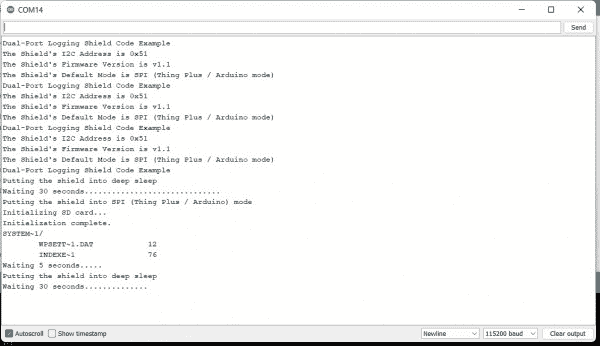 COM14
Send
Dual-Port Logging Shield Code Example
The Shield's I2C Address is 0x51
The Shield's Firmware Version is v1.1
The Shield's Default Mode is SPI (Thing Plus / Arduino mode)
Dual-Port Logging Shield Code Example
The Shield's I2C Address is 0x51
The Shield's Firmware Version is v1.1
The Shield's Default Mode is SPI (Thing Plus / Arduino mode)
Dual-Port Logging Shield Code Example
The Shield's I2C Address is 0x51
The Shield's Firmware Version is v1.1
The Shield's Default Mode is SPI (Thing Plus / Arduino mode)
Dual-Port Logging Shield Code Example
Putting the shield into deep sleep
Waiting 30 seconds..............................
Putting the shield into SPI (Thing Plus / Arduino) mode
Initializing SD card...
Initialization complete.
SYSTEM~1/
WPSETT~1.DAT 12
INDEXE~1 76
Waiting 5 seconds.....
Putting the shield into deep sleep
Waiting 30 seconds..............
Autoscroll Show timestamp Newline 115200 baud Clear output